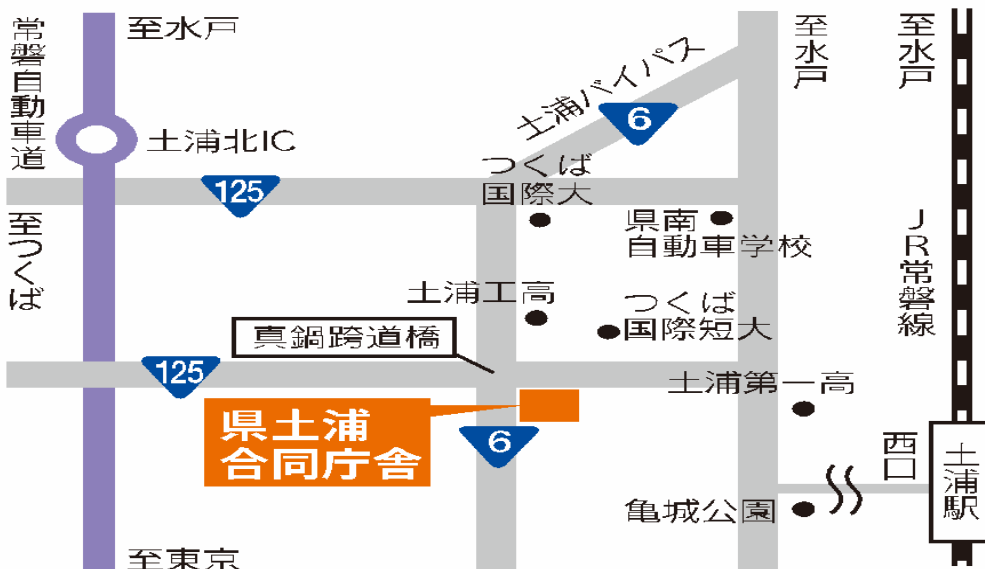 常磐自動車道
至水戸
土浦北IC
125
至つくば
土浦バイパス
6
至水戸
至水戸
つくば
国際大
県南
自動車学校
JR常磐線
土浦工高
つくば
国際短大
真鍋跨道橋
125
土浦第一高
県土浦
合同庁舎
6
西口
土浦駅
亀城公園
至東京